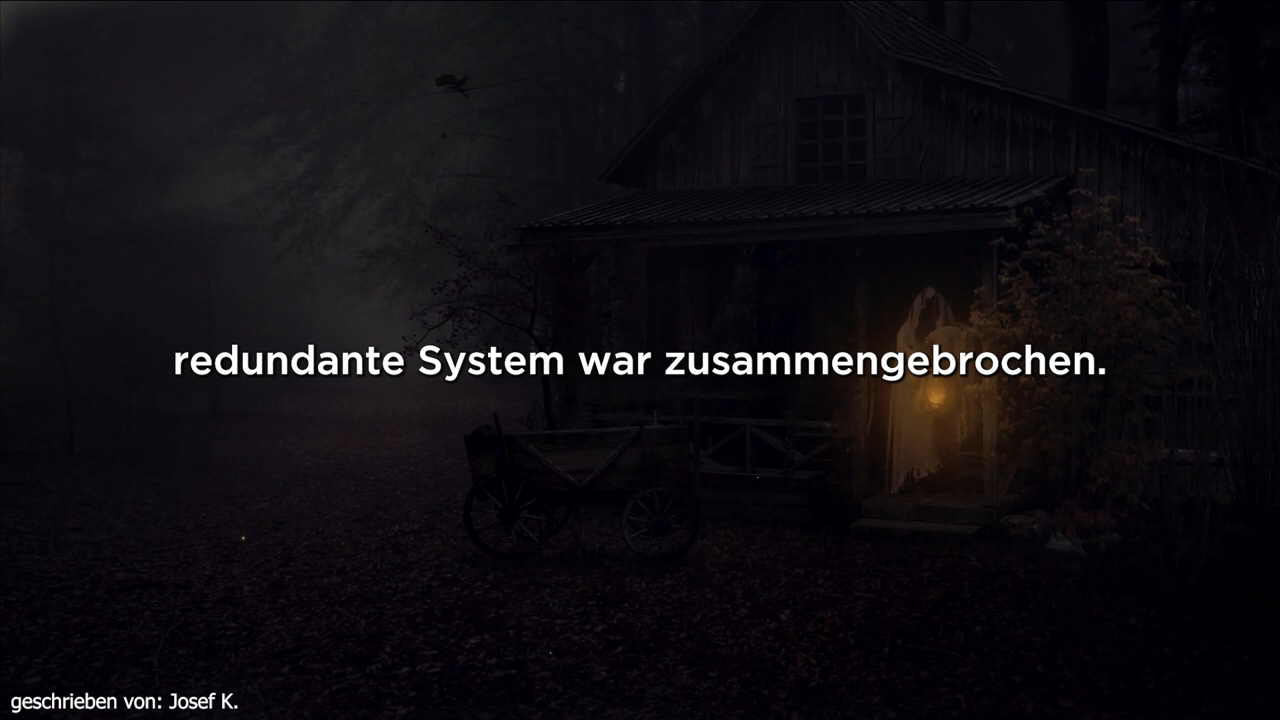 redundante System war zusammengebrochen.
geschrieben von: Josef K.